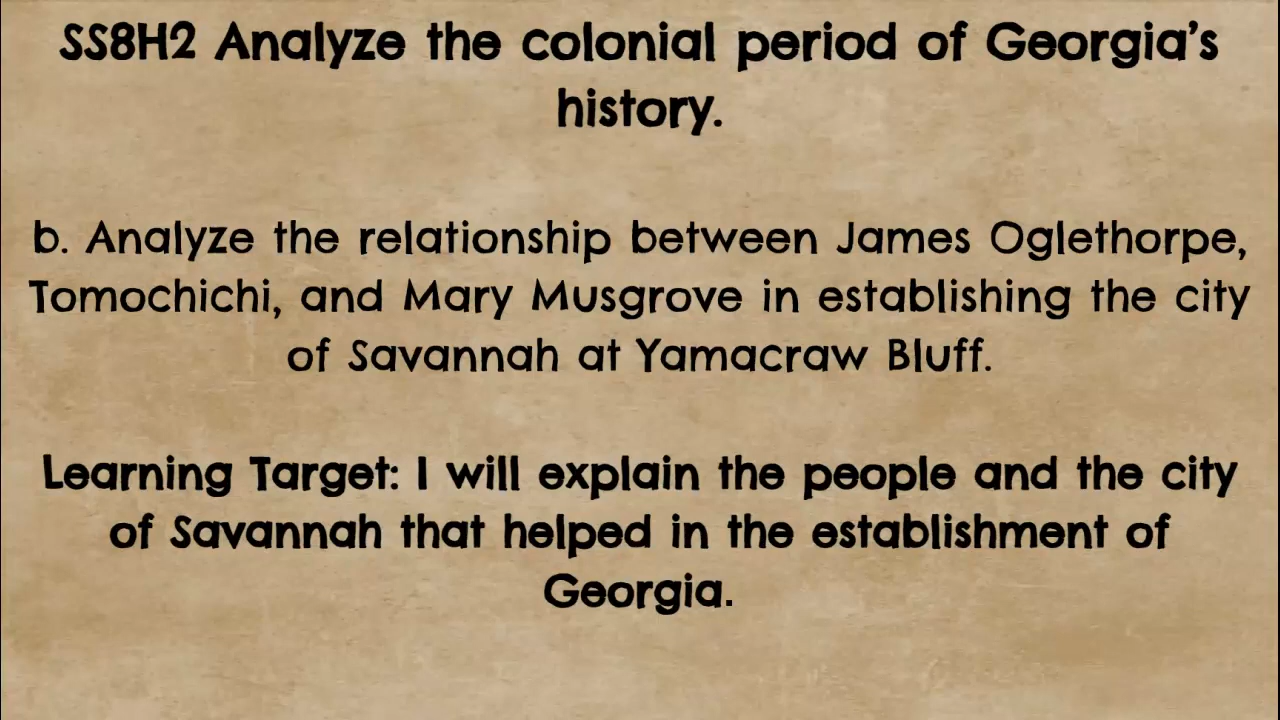 SS8H2 Analyze the colonial period of Georgia’s
history.
b. Analyze the relationship between James Oglethorpe,
Tomochichi, and Mary Musgrove in establishing the city
of Savannah at Yamacraw Bluff.
Learning Target: I will explain the people and the city
of Savannah that helped in the establishment of
Georgia.